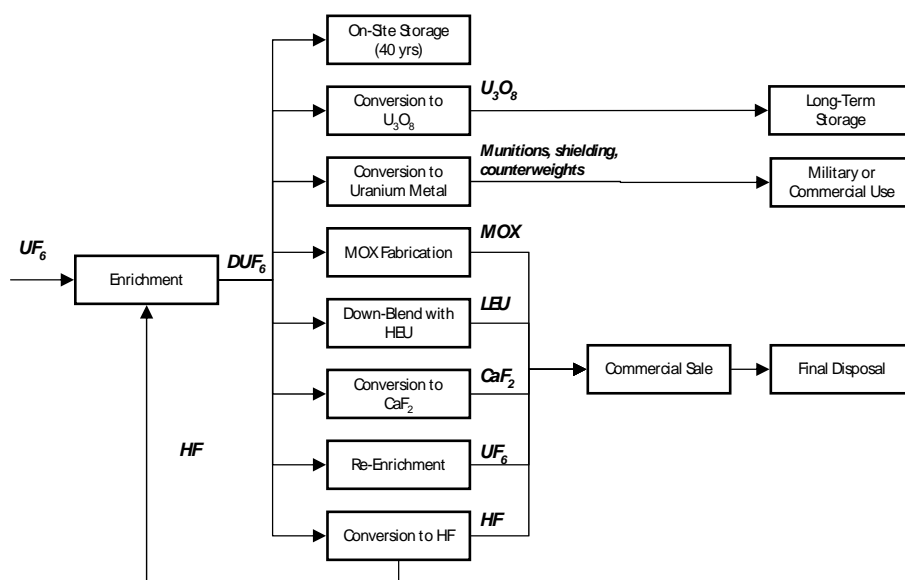 On-Site Storage
(40 yrs)
U₃O₈
Conversion to
U₃O₈
Long-Term
Storage
Munitions, shielding,
counterweights
Conversion to
Uranium Metal
Military or
Commercial Use
UF₆
Enrichment
DUF₆
MOX Fabrication
MOX
Down-Blend with
HEU
LEU
Commercial Sale
Final Disposal
Conversion to
CaF₂
CaF₂
HF
Re-Enrichment
UF₆
Conversion to HF
HF